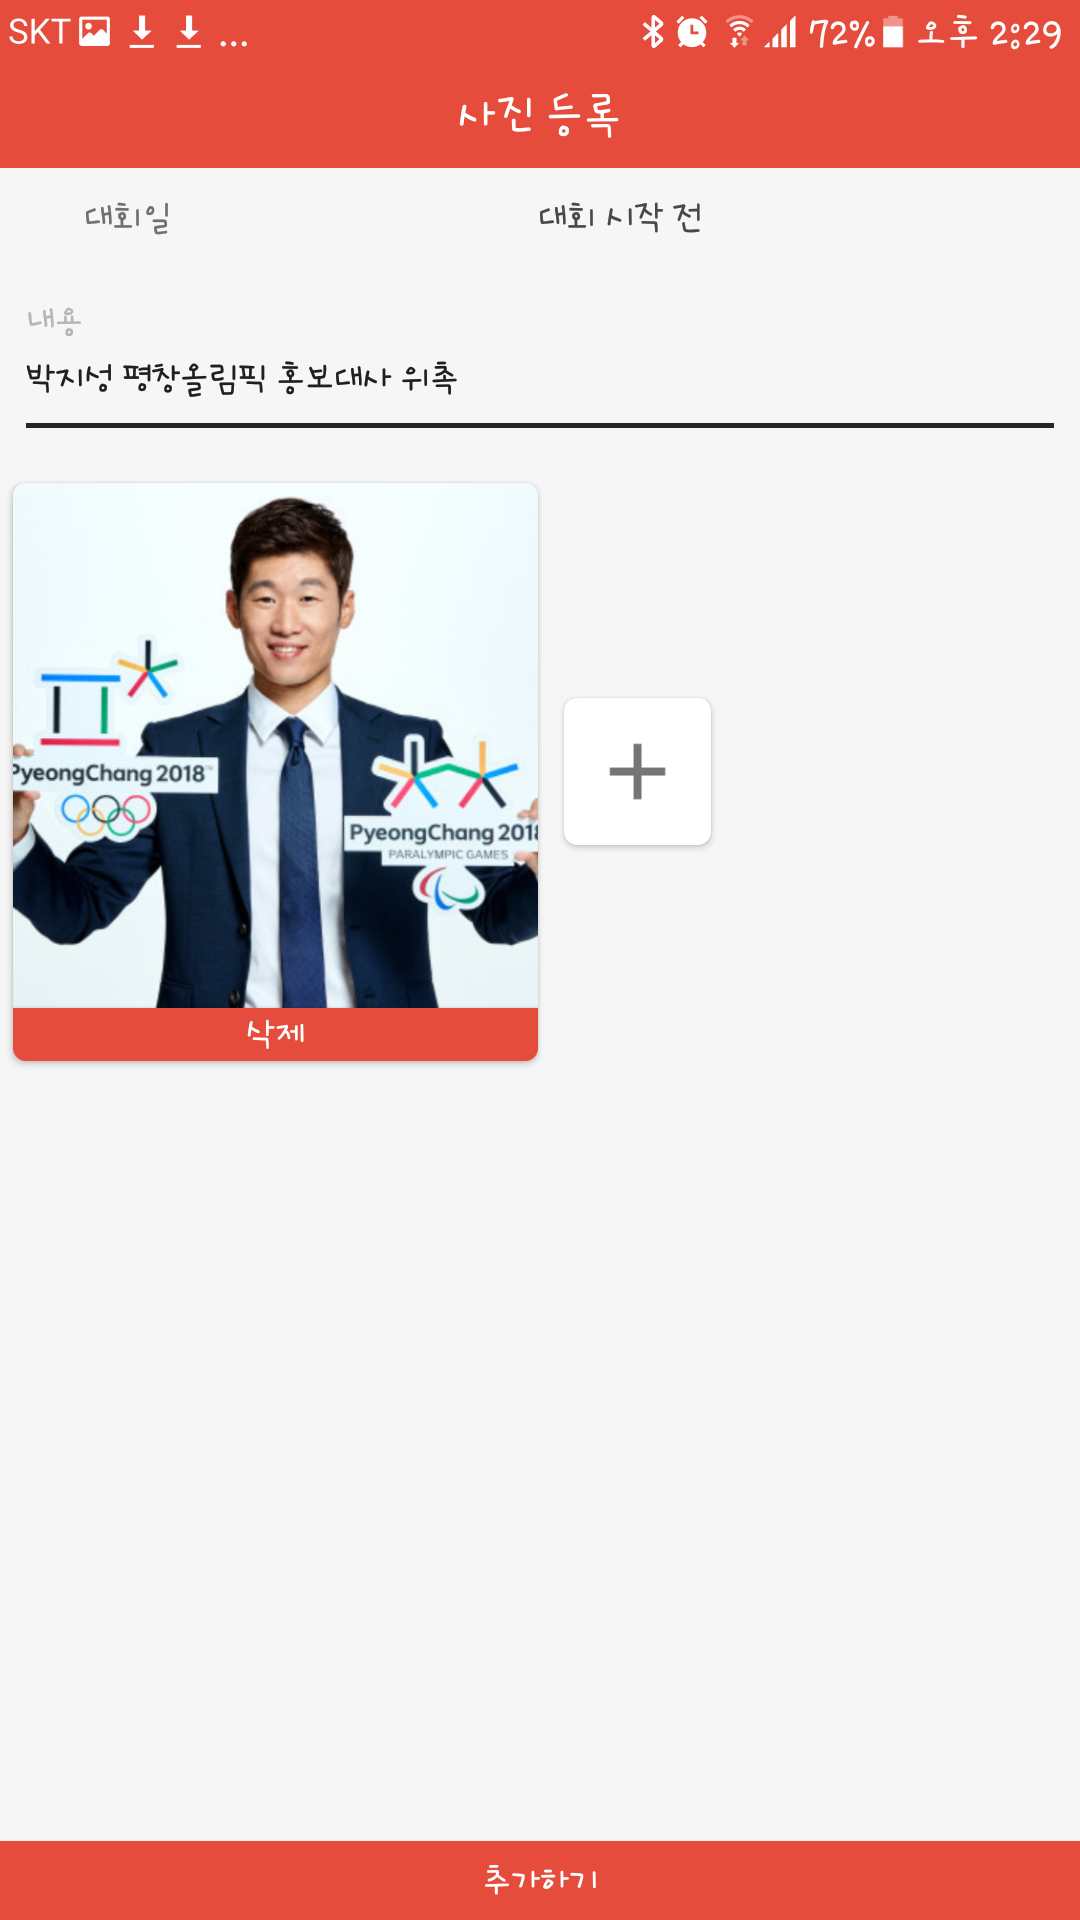 SKT ... 72% 오후 2:29
사진 등록
대회일 대회 시작 전
내용
박지성 평창올림픽 홍보대사 위촉
PyeongChang 2018™
PyeongChang 201
PARALYMPIC GAMES
삭제
추가하기